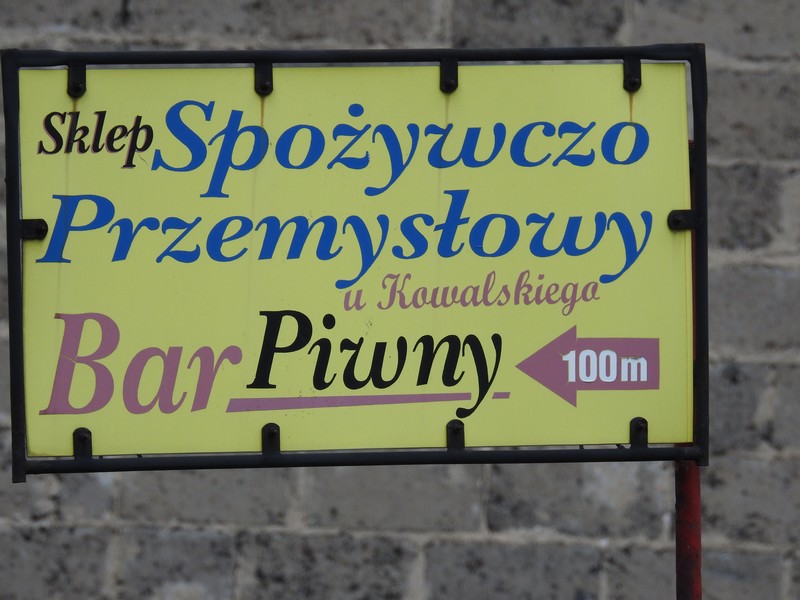 Sklep Spożywczo
Przemysłowy
u Kowalskiego
Bar Piwny 100m